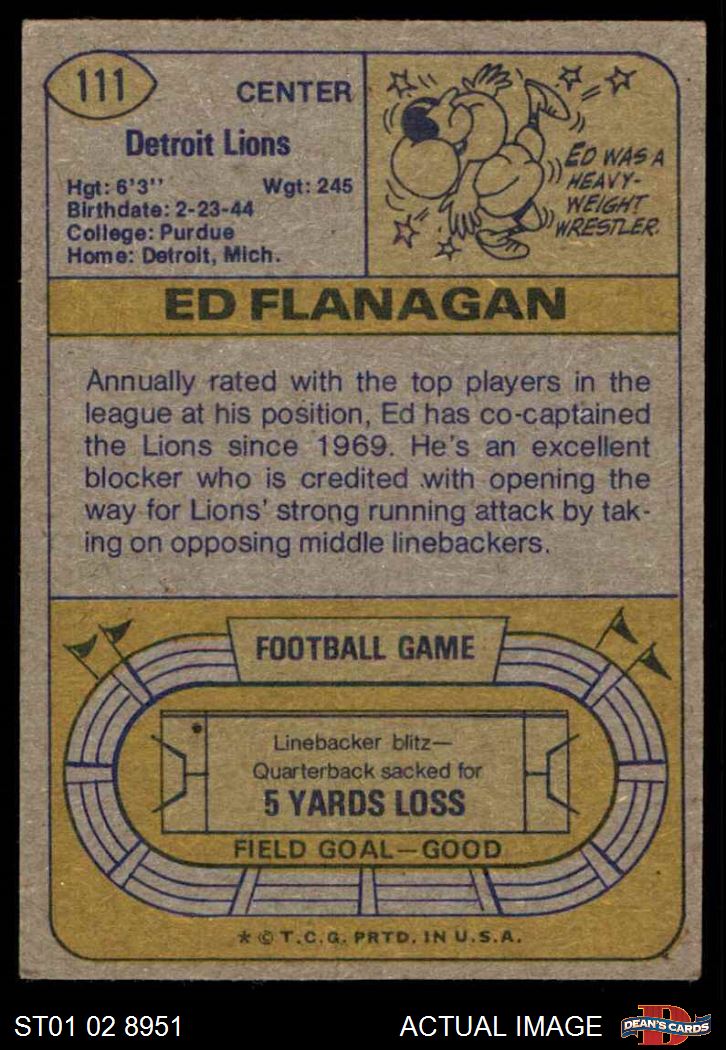 111
CENTER
Detroit Lions
Hgt: 6'3'' Wgt: 245
Birthdate: 2-23-44
College: Purdue
Home: Detroit, Mich.
ED WAS A
HEAVY-
WEIGHT
WRESTLER.
ED FLANAGAN
Annually rated with the top players in the
league at his position, Ed has co-captained
the Lions since 1969. He's an excellent
blocker who is credited with opening the
way for Lions' strong running attack by tak-
ing on opposing middle linebackers.
FOOTBALL GAME
Linebacker blitz—
Quarterback sacked for
5 YARDS LOSS
FIELD GOAL—GOOD
* © T.C.G. PRTD. IN U.S.A.
ST01 02 8951 ACTUAL IMAGE
D
DEAN'S CARDS